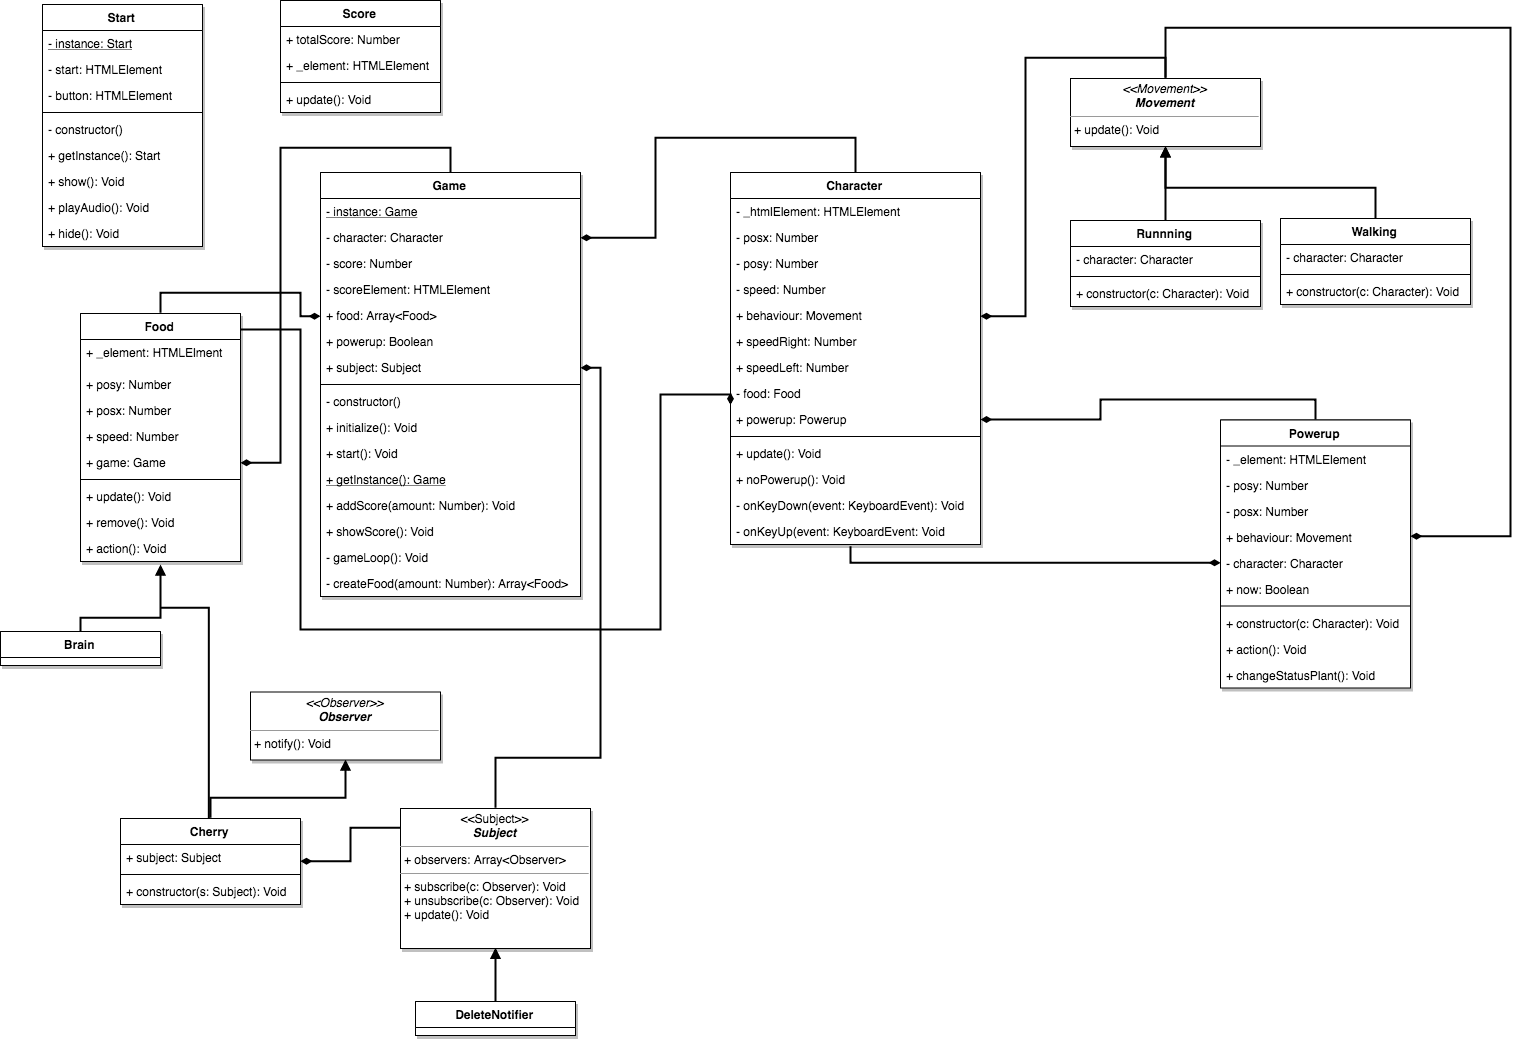 Start
- instance: Start
- start: HTMLElement
- button: HTMLElement
- constructor()
+ getInstance(): Start
+ show(): Void
+ playAudio(): Void
+ hide(): Void
Score
+ totalScore: Number
+ _element: HTMLElement
+ update(): Void
Game
- instance: Game
- character: Character
- score: Number
- scoreElement: HTMLElement
+ food: Array<Food>
+ powerup: Boolean
+ subject: Subject
- constructor()
+ initialize(): Void
+ start(): Void
+ getInstance(): Game
+ addScore(amount: Number): Void
+ showScore(): Void
- gameLoop(): Void
- createFood(amount: Number): Array<Food>
Character
- _htmlElement: HTMLElement
- posx: Number
- posy: Number
- speed: Number
+ behaviour: Movement
+ speedRight: Number
+ speedLeft: Number
- food: Food
+ powerup: Powerup
+ update(): Void
+ noPowerup(): Void
- onKeyDown(event: KeyboardEvent): Void
- onKeyUp(event: KeyboardEvent: Void
<<Movement>>
Movement
+ update(): Void
Runnning
- character: Character
+ constructor(c: Character): Void
Walking
- character: Character
+ constructor(c: Character): Void
Food
+ _element: HTMLElment
+ posy: Number
+ posx: Number
+ speed: Number
+ game: Game
+ update(): Void
+ remove(): Void
+ action(): Void
Powerup
- _element: HTMLElement
- posy: Number
- posx: Number
+ behaviour: Movement
- character: Character
+ now: Boolean
+ constructor(c: Character): Void
+ action(): Void
+ changeStatusPlant(): Void
Brain
<<Observer>>
Observer
+ notify(): Void
Cherry
+ subject: Subject
+ constructor(s: Subject): Void
<<Subject>>
Subject
+ observers: Array<Observer>
+ subscribe(c: Observer): Void
+ unsubscribe(c: Observer): Void
+ update(): Void
DeleteNotifier